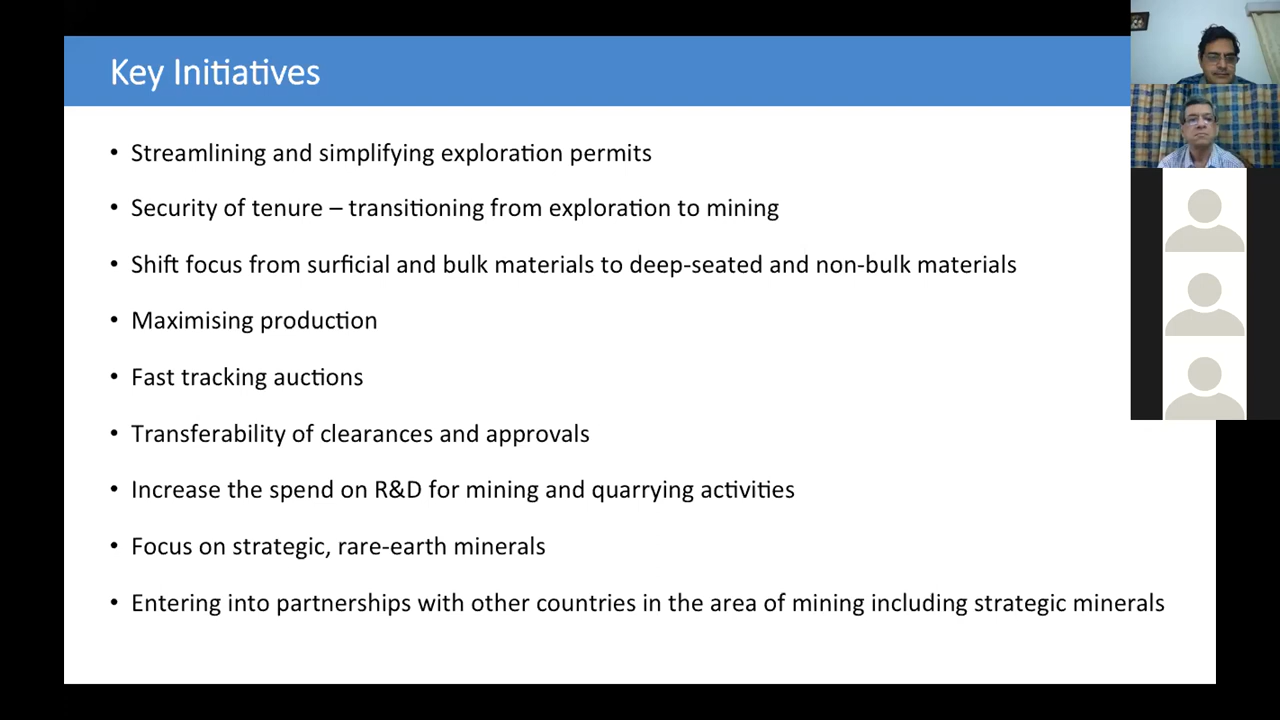 Key Initiatives
• Streamlining and simplifying exploration permits
• Security of tenure – transitioning from exploration to mining
• Shift focus from surficial and bulk materials to deep-seated and non-bulk materials
• Maximising production
• Fast tracking auctions
• Transferability of clearances and approvals
• Increase the spend on R&D for mining and quarrying activities
• Focus on strategic, rare-earth minerals
• Entering into partnerships with other countries in the area of mining including strategic minerals